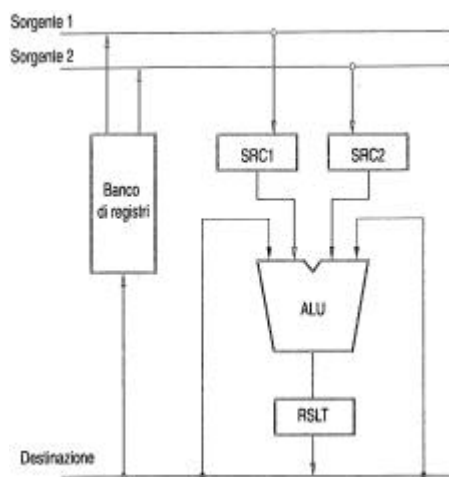 Sorgente 1
Sorgente 2
SRC1
SRC2
Banco
di registri
ALU
RSLT
Destinazione